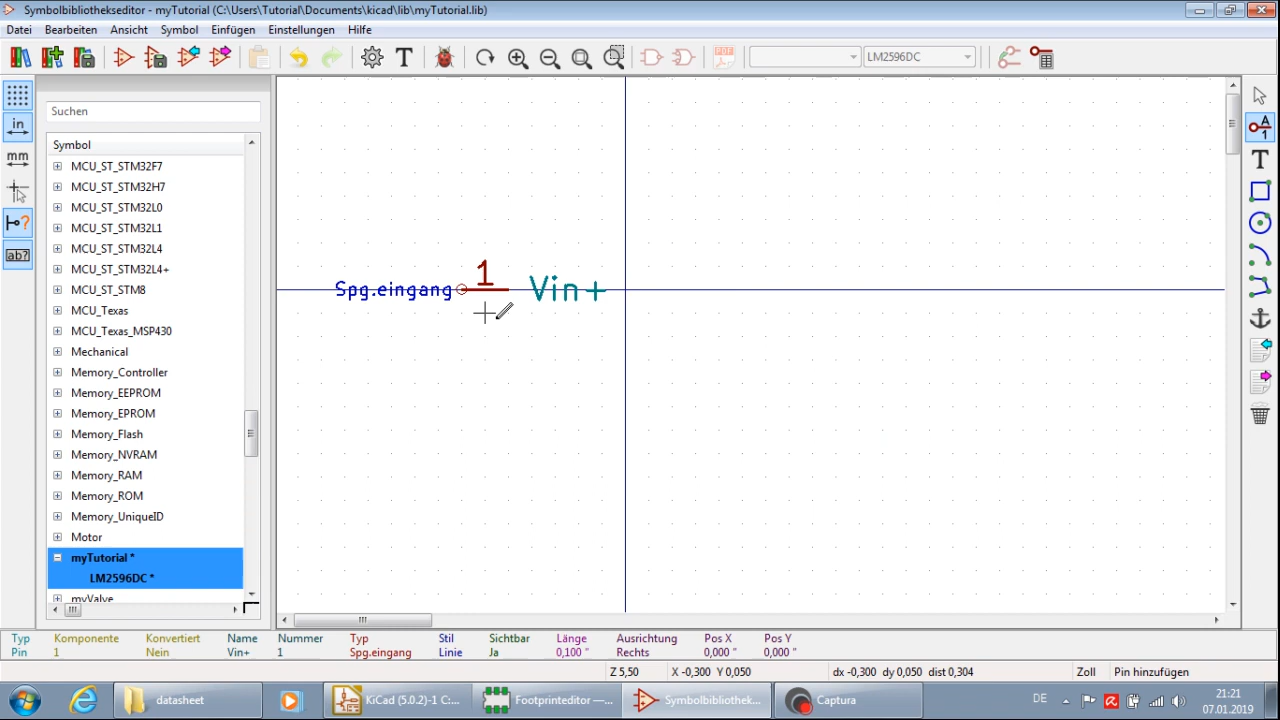 Symbolbibliothekseditor - myTutorial (C:\Users\Tutorial\Documents\kicad\lib\myTutorial.lib)
Datei Bearbeiten Ansicht Symbol Einfügen Einstellungen Hilfe
T PDF LM2596DC
in
mm
ab?
Suchen
Symbol
MCU_ST_STM32F7
MCU_ST_STM32H7
MCU_ST_STM32L0
MCU_ST_STM32L1
MCU_ST_STM32L4
MCU_ST_STM32L4+
MCU_ST_STM8
MCU_Texas
MCU_Texas_MSP430
Mechanical
Memory_Controller
Memory_EEPROM
Memory_EPROM
Memory_Flash
Memory_NVRAM
Memory_RAM
Memory_ROM
Memory_UniqueID
Motor
myTutorial *
LM2596DC *
myValve
1
Spg.eingang Vin+
A
1
T
Typ Komponente Konvertiert Name Nummer Typ Stil Sichtbar Länge Ausrichtung Pos X Pos Y
Pin 1 Nein Vin+ 1 Spg.eingang Linie Ja 0,100 " Rechts 0,000 " 0,000 "
Z 5,50 X -0,300 Y 0,050 dx -0,300 dy 0,050 dist 0,304 Zoll Pin hinzufügen
datasheet KiCad (5.0.2)-1 C:... Footprinteditor —... Symbolbibliothek... Captura DE 21:21
07.01.2019